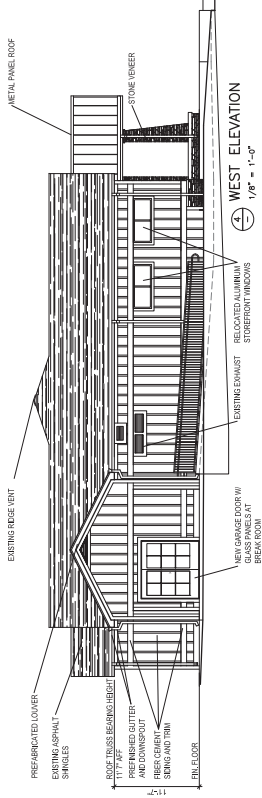 METAL PANEL ROOF
STONE VENEER
EXISTING RIDGE VENT
PREFABRICATED LOUVER
EXISTING ASPHALT
SHINGLES
ROOF TRUSS BEARING HEIGHT
11' 7" AFF
PREFINISHED GUTTER
AND DOWNSPOUT
FIBER CEMENT
SIDING AND TRIM
FIN. FLOOR
NEW GARAGE DOOR W/
GLASS PANELS AT
BREAK ROOM
EXISTING EXHAUST
RELOCATED ALUMINUM
STOREFRONT WINDOWS
4
WEST ELEVATION
1/8" = 1'-0"